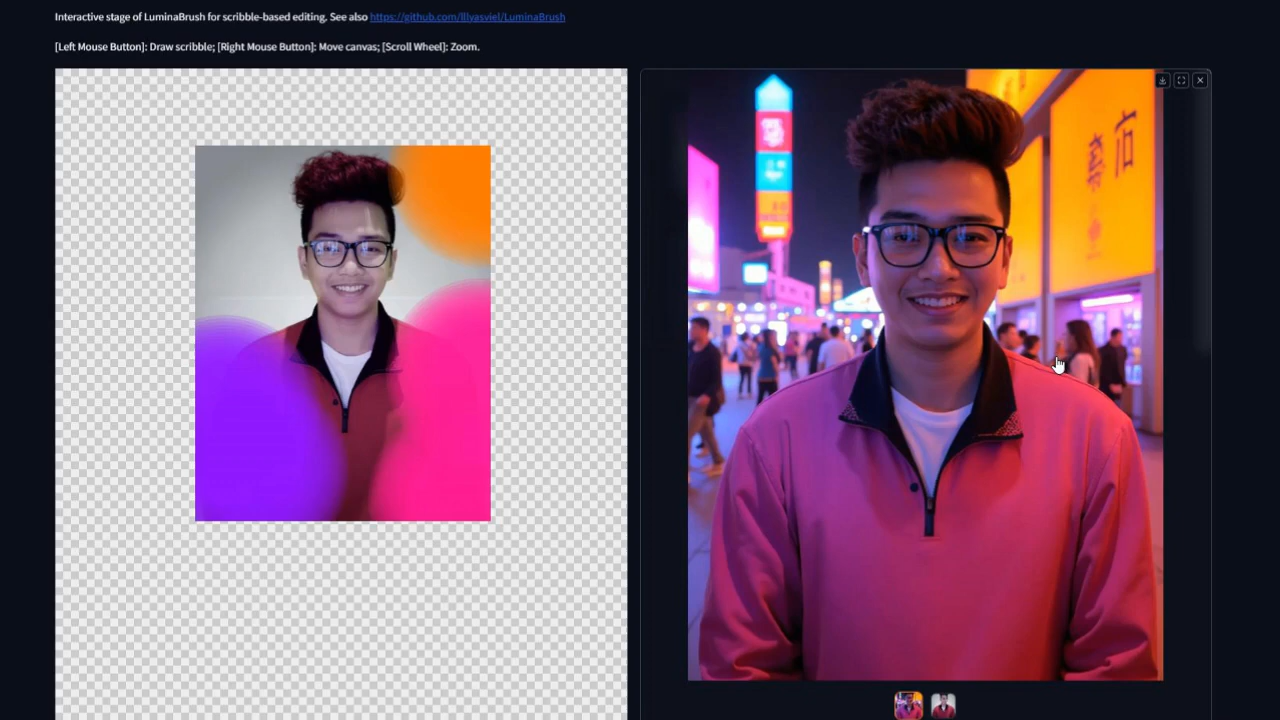 Interactive stage of LuminaBrush for scribble-based editing. See also https://github.com/lllyasviel/LuminaBrush
[Left Mouse Button]: Draw scribble; [Right Mouse Button]: Move canvas; [Scroll Wheel]: Zoom.